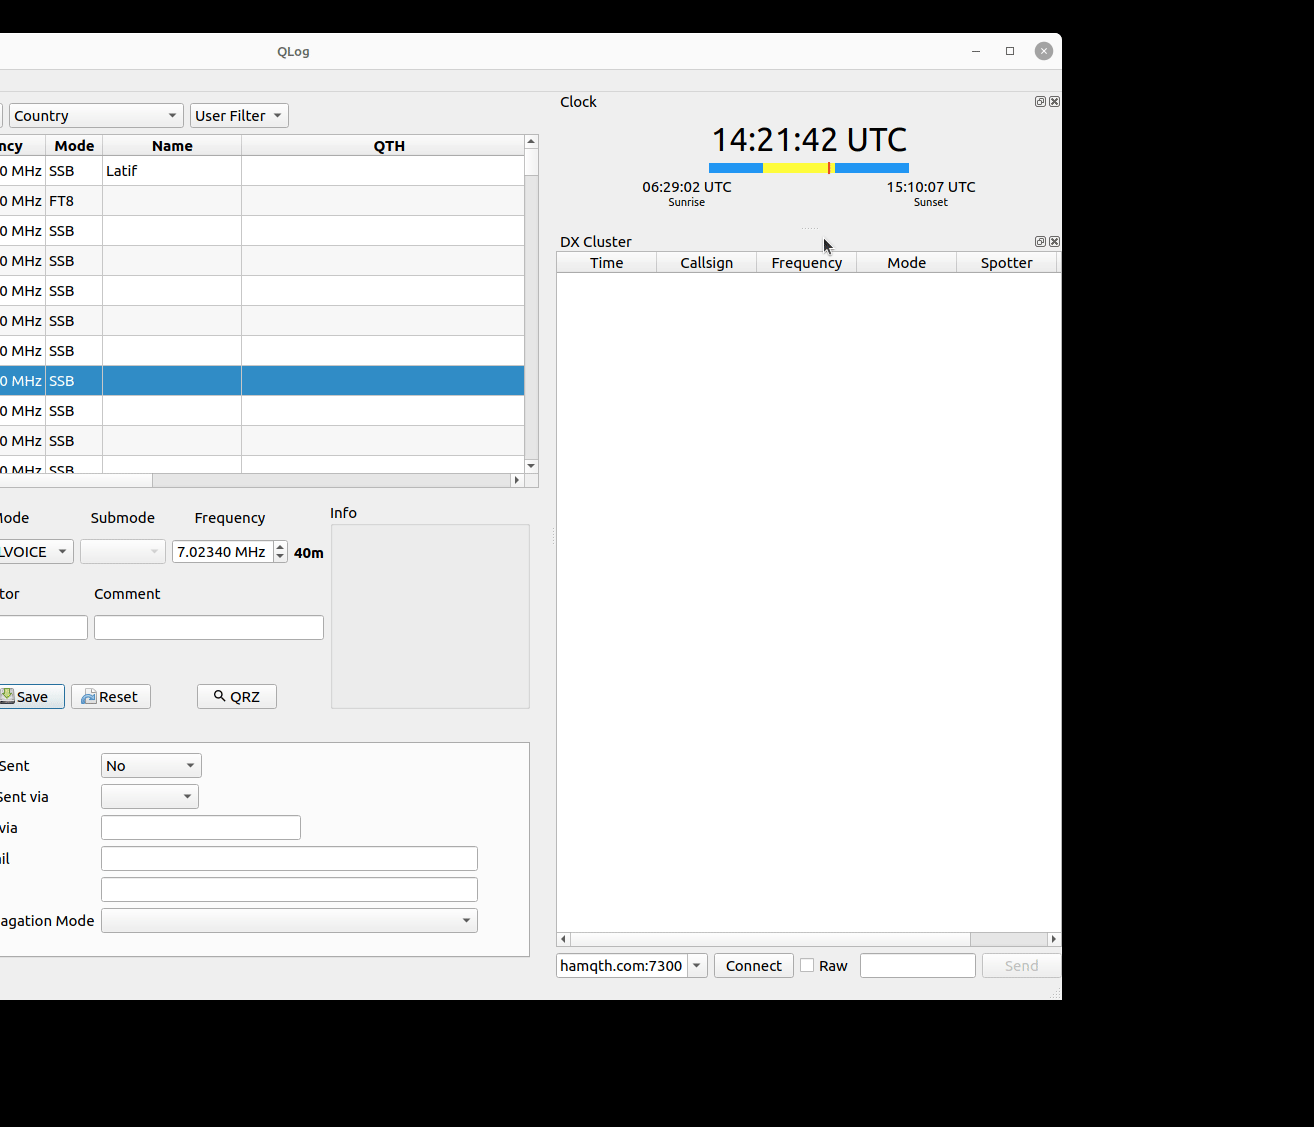 QLog
Country
User Filter
ncy Mode Name QTH
0 MHz SSB Latif
0 MHz FT8
0 MHz SSB
0 MHz SSB
0 MHz SSB
0 MHz SSB
0 MHz SSB
0 MHz SSB
0 MHz SSB
0 MHz SSB
0 MHz SSB
Mode Submode Frequency
LVOICE 7.02340 MHz 40m
tor Comment
Save Reset QRZ
Info
Sent No
Sent via
via
il
agation Mode
Clock
14:21:42 UTC
06:29:02 UTC 15:10:07 UTC
Sunrise Sunset
DX Cluster
Time Callsign Frequency Mode Spotter
hamqth.com:7300 Connect Raw Send